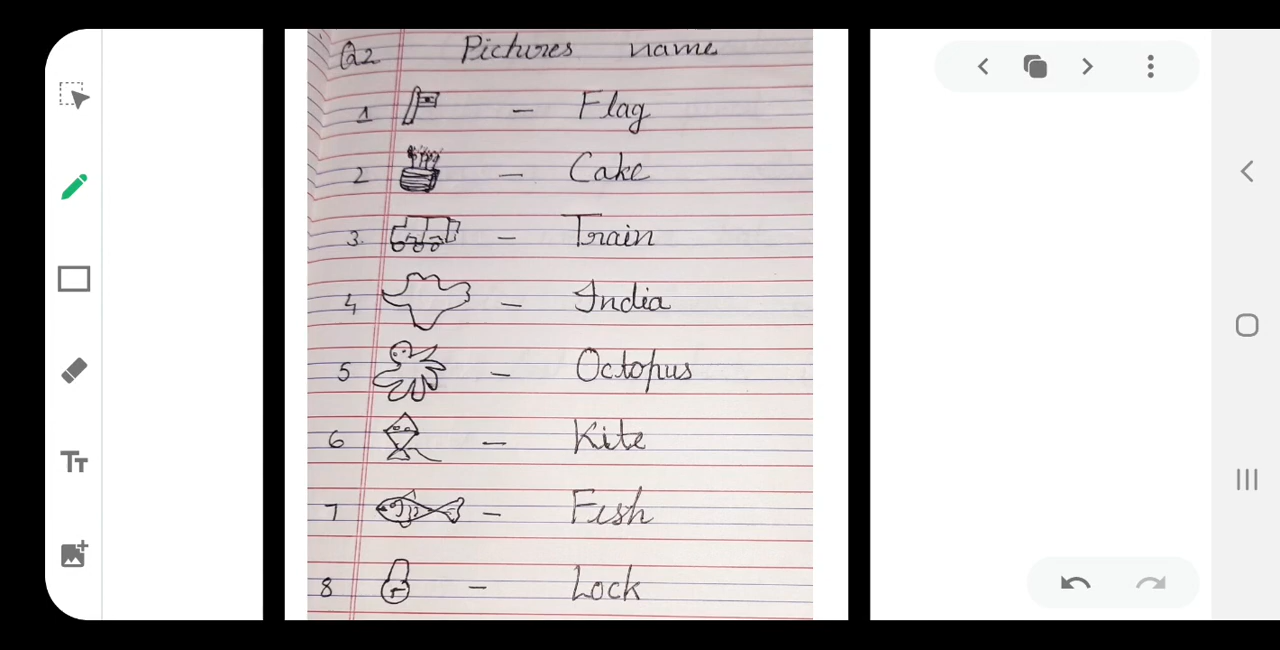 Q2 Pictures name
1 - Flag
2 - Cake
3. - Train
4 - India
5 - Octopus
6 - Kite
7 - Fish
8 - Lock